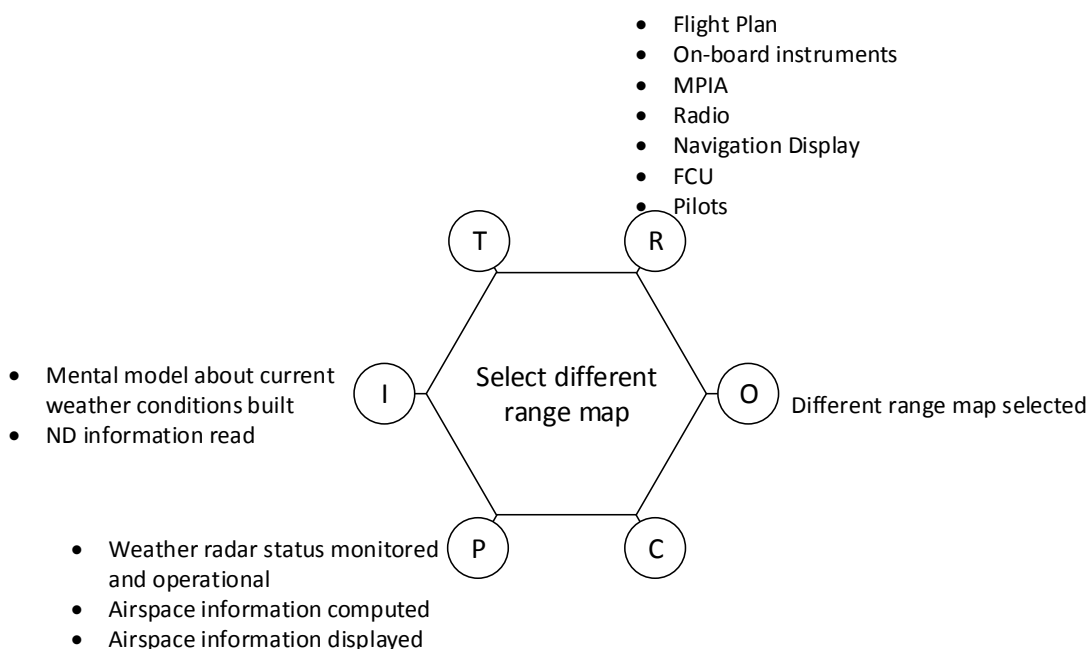 • Flight Plan
• On-board instruments
• MPIA
• Radio
• Navigation Display
• FCU
• Pilots
T
R
• Mental model about current
weather conditions built
• ND information read
I
Select different
range map
O
Different range map selected
• Weather radar status monitored
and operational
• Airspace information computed
• Airspace information displayed
P
C